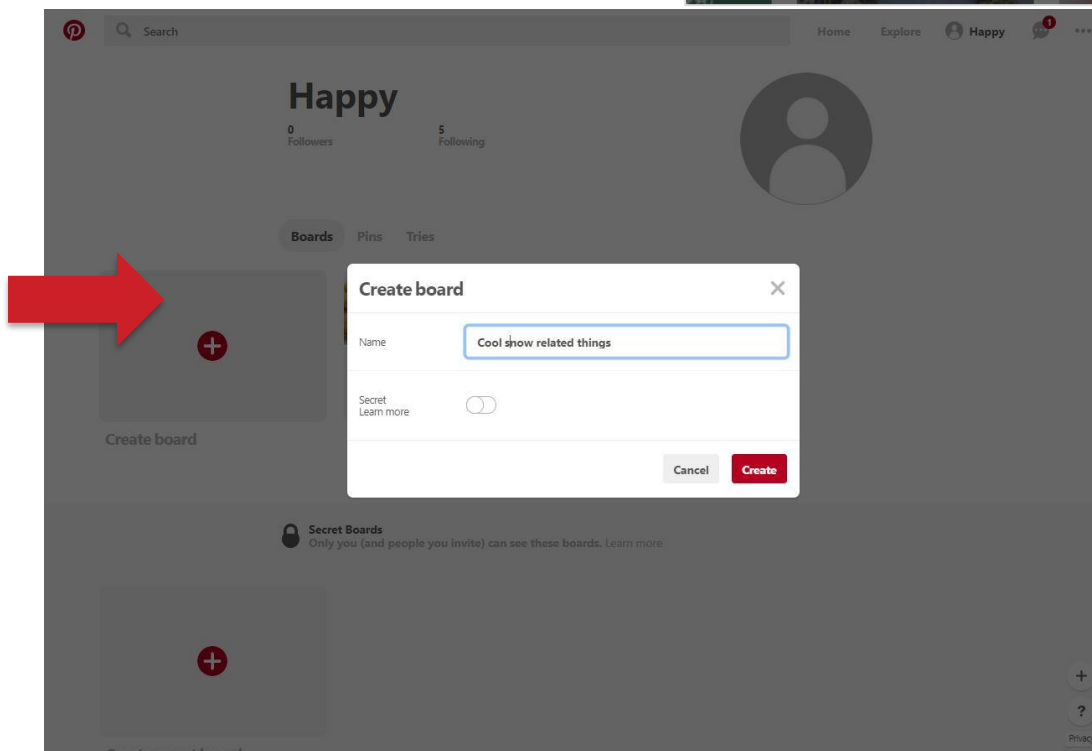 Search
Home Explore Happy 1
Happy
0 5
Followers Following
Boards Pins Tries
Create board
Name Cool snow related things
Secret
Learn more
Create board
Cancel Create
Secret Boards
Only you (and people you invite) can see these boards. Learn more
?